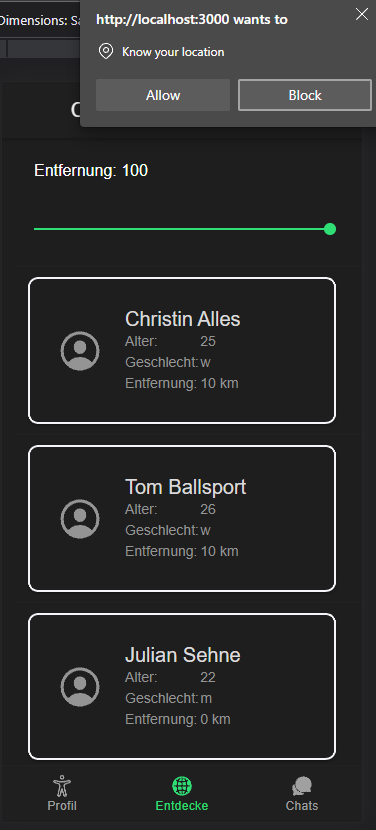 Dimensions:
http://localhost:3000 wants to
Know your location
Allow
Block
Entfernung: 100
Christin Alles
Alter: 25
Geschlecht: w
Entfernung: 10 km
Tom Ballsport
Alter: 26
Geschlecht: w
Entfernung: 10 km
Julian Sehne
Alter: 22
Geschlecht: m
Entfernung: 0 km
Profil
Entdecke
Chats